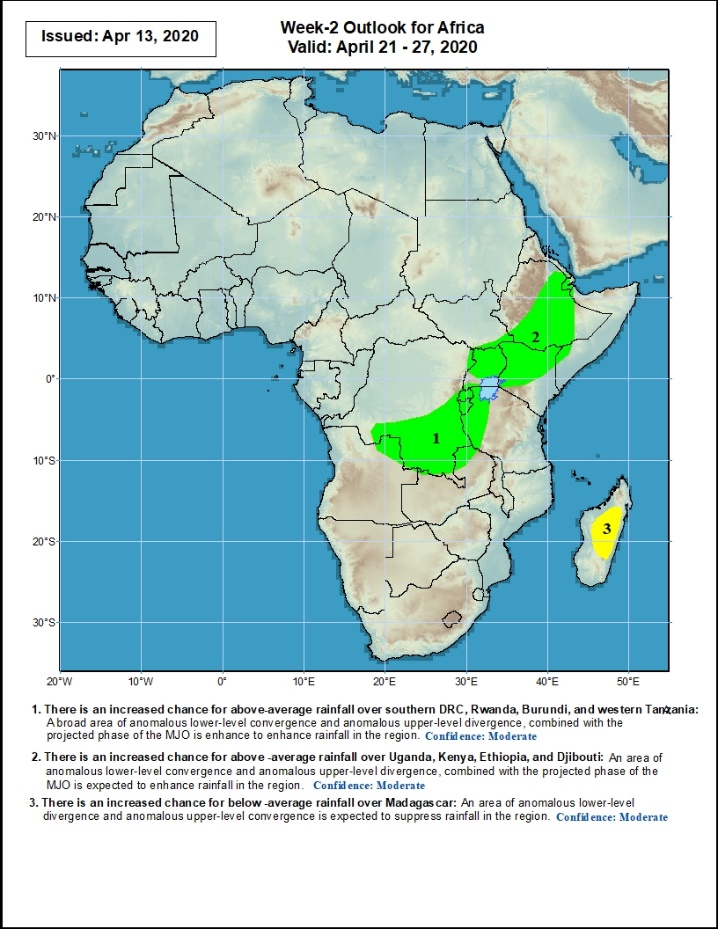 Issued: Apr 13, 2020
Week-2 Outlook for Africa
Valid: April 21 - 27, 2020
30°N
20°N
10°N
0°
10°S
20°S
30°S
2
1
3
20°W
10°W
0°
10°E
20°E
30°E
40°E
50°E
1. There is an increased chance for above-average rainfall over southern DRC, Rwanda, Burundi, and western Tanzania:
A broad area of anomalous lower-level convergence and anomalous upper-level divergence, combined with the
projected phase of the MJO is enhance to enhance rainfall in the region. Confidence: Moderate
2. There is an increased chance for above -average rainfall over Uganda, Kenya, Ethiopia, and Djibouti: An area of
anomalous lower-level convergence and anomalous upper-level divergence, combined with the projected phase of the
MJO is expected to enhance rainfall in the region. Confidence: Moderate
3. There is an increased chance for below -average rainfall over Madagascar: An area of anomalous lower-level
divergence and anomalous upper-level convergence is expected to suppress rainfall in the region. Confidence: Moderate